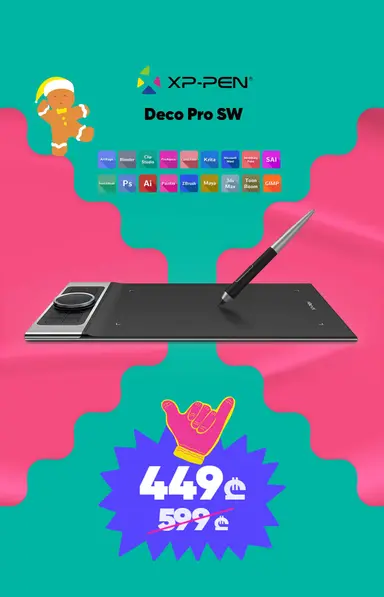 XP-PEN®
Deco Pro SW
Blender Clip Studio Krita SAI
Ps Ai Painter ZBrush Maya 3ds Max Toon Boom GIMP
449₾
599₾